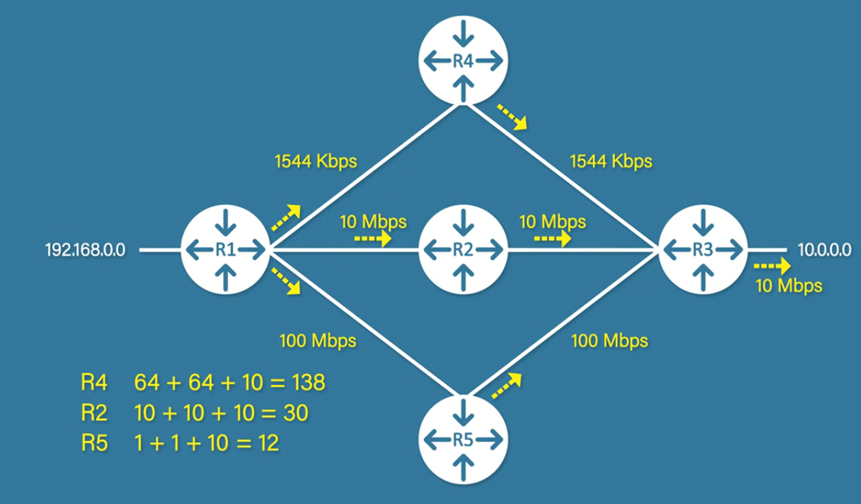 R4
1544 Kbps
1544 Kbps
10 Mbps
10 Mbps
192.168.0.0
R1
R2
R3
10.0.0.0
10 Mbps
100 Mbps
100 Mbps
R4 64 + 64 + 10 = 138
R2 10 + 10 + 10 = 30
R5 1 + 1 + 10 = 12
R5